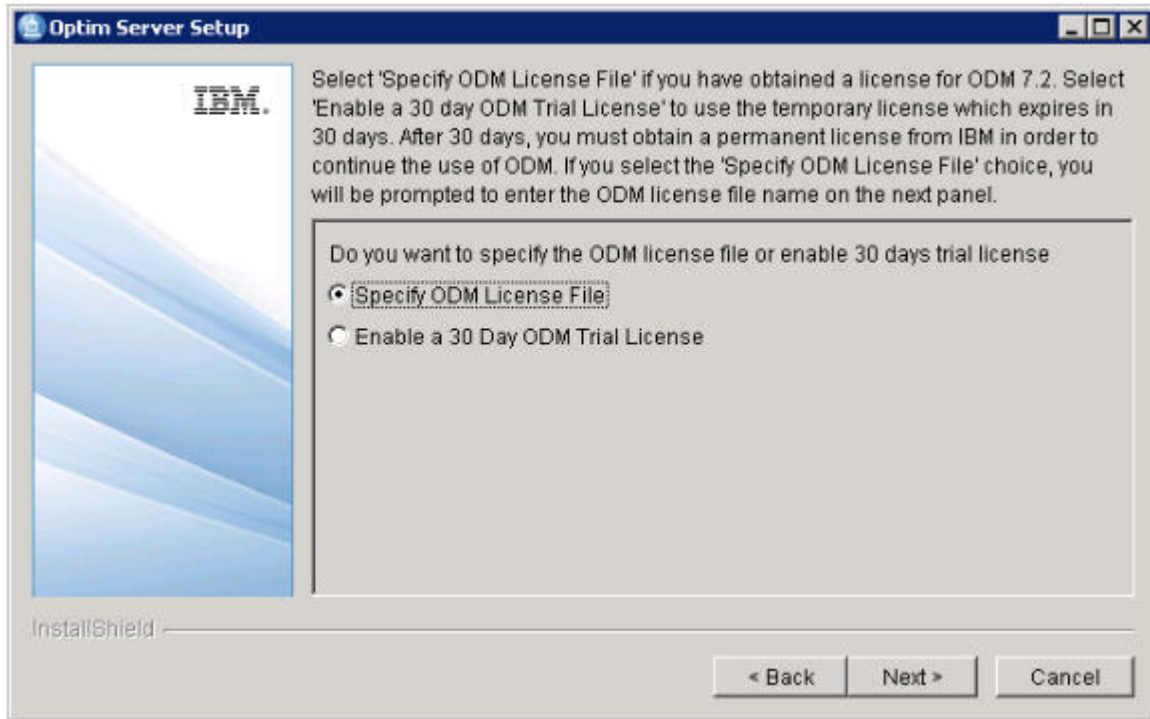 Optim Server Setup
IBM.
Select 'Specify ODM License File' if you have obtained a license for ODM 7.2. Select
'Enable a 30 day ODM Trial License' to use the temporary license which expires in
30 days. After 30 days, you must obtain a permanent license from IBM in order to
continue the use of ODM. If you select the 'Specify ODM License File' choice, you
will be prompted to enter the ODM license file name on the next panel.
Do you want to specify the ODM license file or enable 30 days trial license
Specify ODM License File
Enable a 30 Day ODM Trial License
InstallShield
< Back
Next >
Cancel